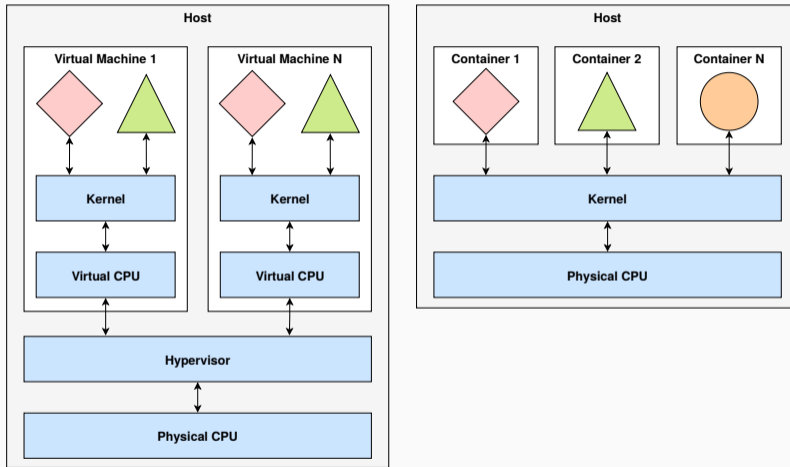 Host
Virtual Machine 1
Virtual Machine N
Kernel
Kernel
Virtual CPU
Virtual CPU
Hypervisor
Physical CPU
Host
Container 1
Container 2
Container N
Kernel
Physical CPU